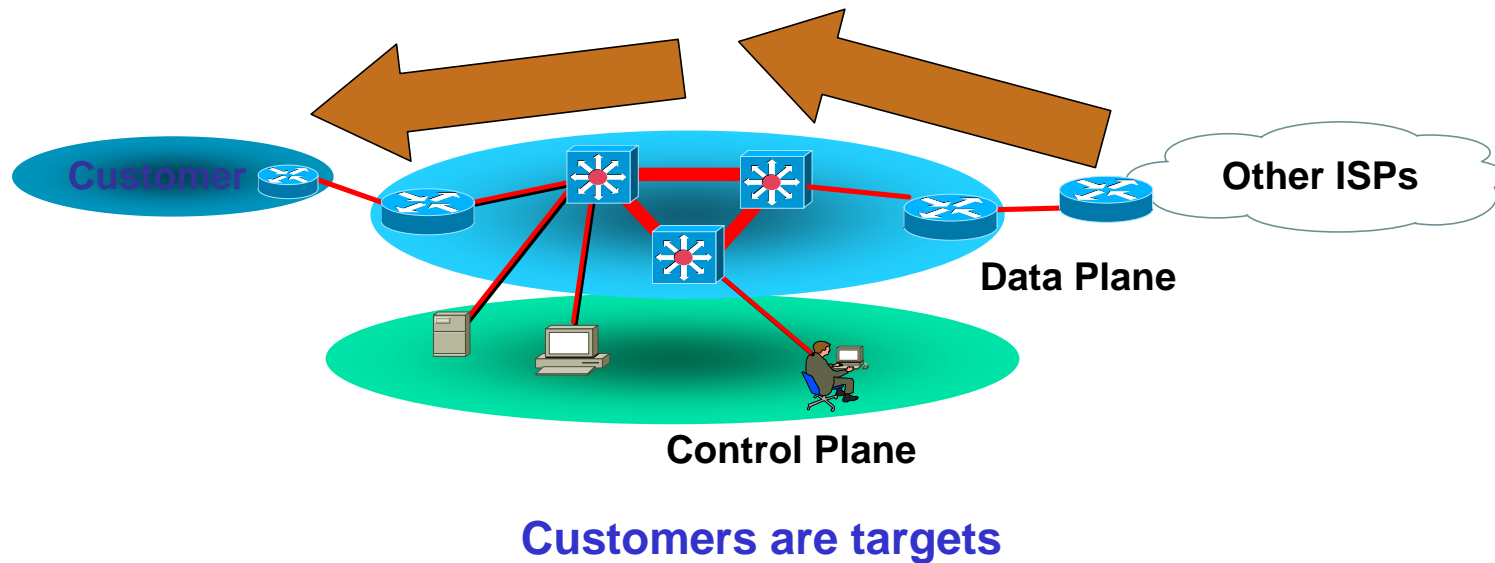 Customer
Other ISPs
Data Plane
Control Plane
Customers are targets